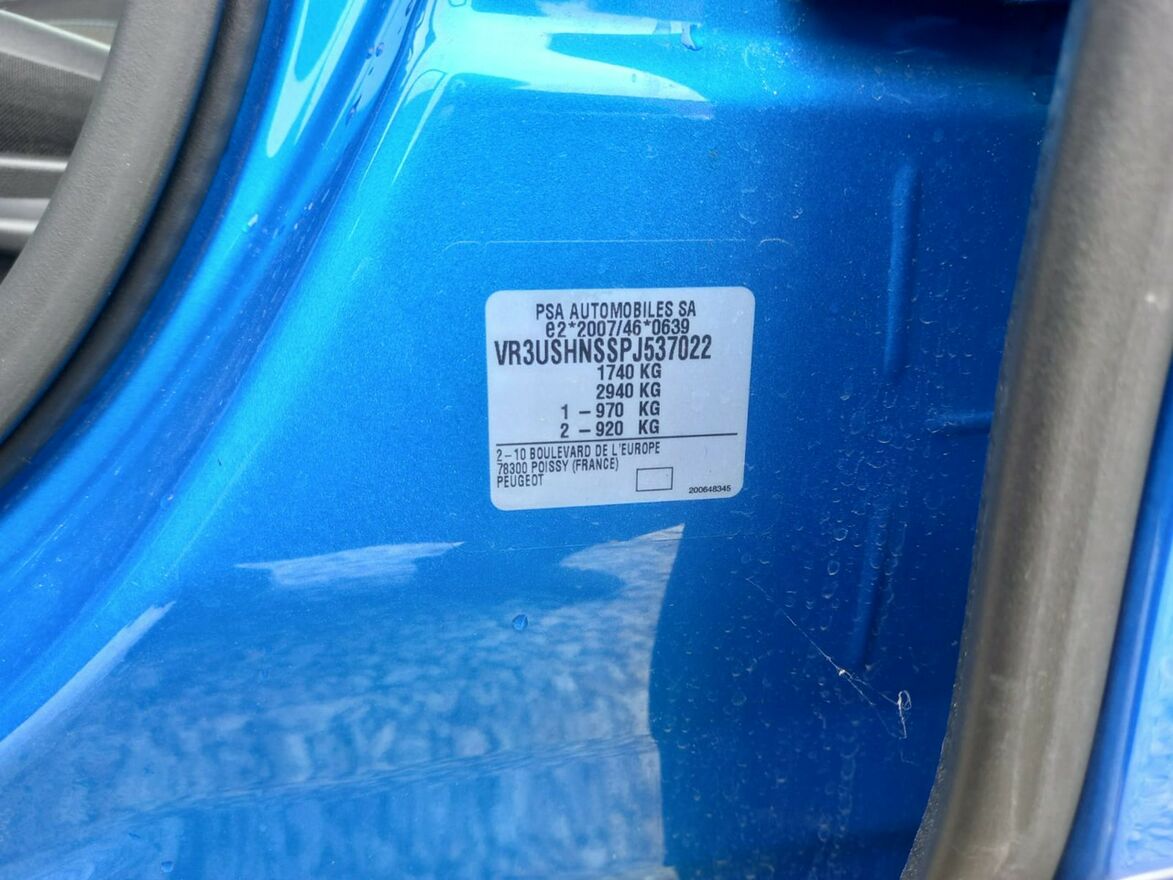 PSA AUTOMOBILES SA
e2*2007/46*0639
VR3USHNSSPJ537022
1740 KG
2940 KG
1 - 970 KG
2 - 920 KG
2-10 BOULEVARD DE L'EUROPE
78300 POISSY (FRANCE)
PEUGEOT
200648345